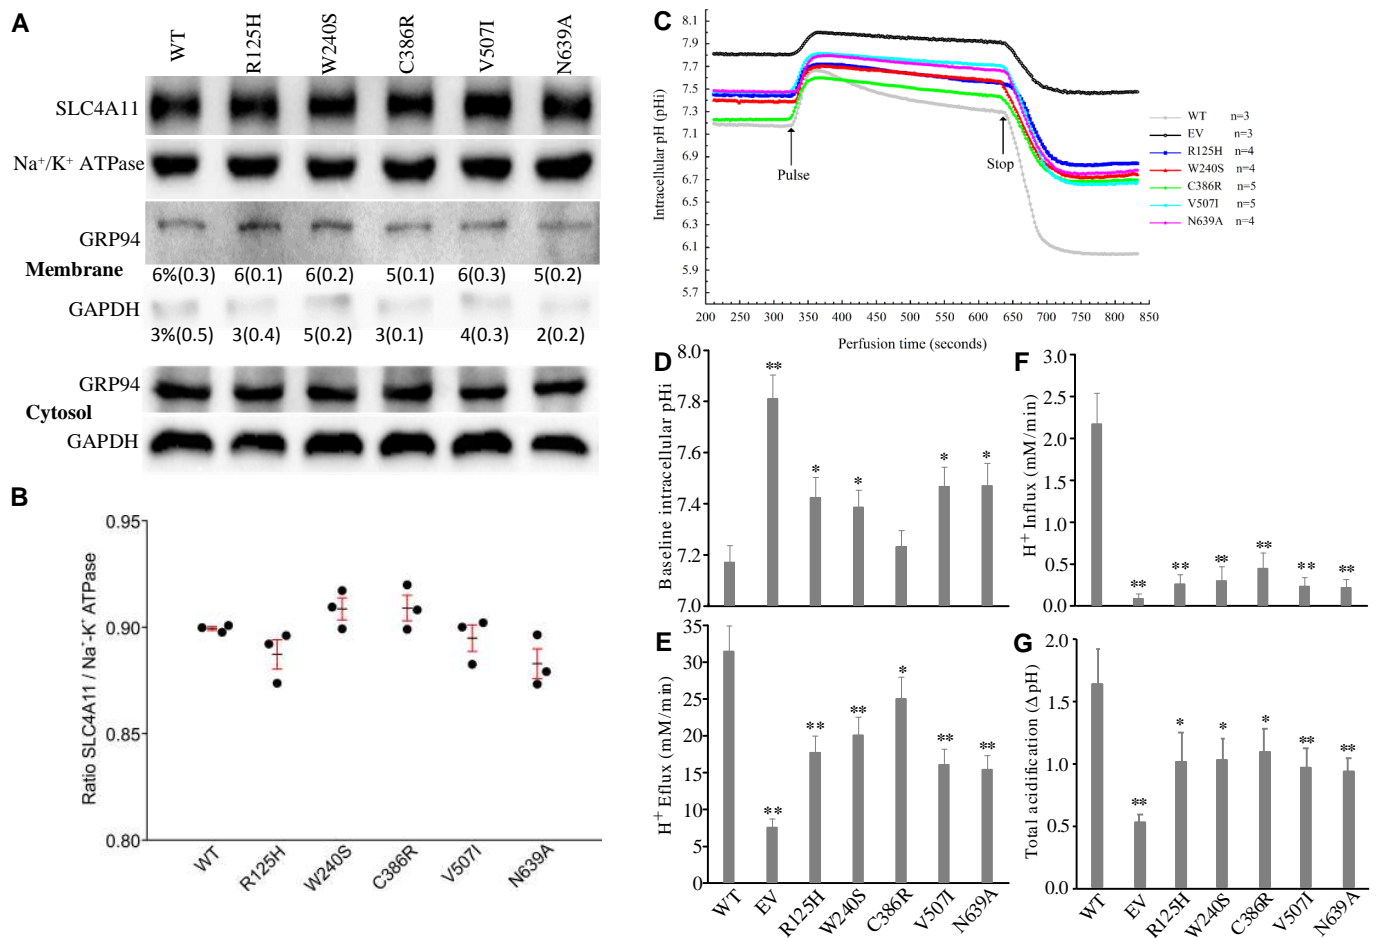 A
WT R125H W240S C386R V507I N639A
SLC4A11
Na⁺/K⁺ ATPase
GRP94
Membrane
6%(0.3) 6(0.1) 6(0.2) 5(0.1) 6(0.3) 5(0.2)
GAPDH
3%(0.5) 3(0.4) 5(0.2) 3(0.1) 4(0.3) 2(0.2)
GRP94
Cytosol
GAPDH
B
Ratio SLC4A11 / Na⁺-K⁺ ATPase
0.95
0.90
0.85
0.80
WT R125H W240S C386R V507I N639A
C
Intracellular pH (pHi)
8.1
7.9
7.7
7.5
7.3
7.1
6.9
6.7
6.5
6.3
6.1
5.9
5.7
200 250 300 350 400 450 500 550 600 650 700 750 800 850
Perfusion time (seconds)
Pulse
Stop
WT n=3
EV n=3
R125H n=4
W240S n=4
C386R n=5
V507I n=5
N639A n=4
D
Baseline intracellular pHi
8.0
7.8
7.6
7.4
7.2
7.0
** * * * *
E
H⁺ Eflux (mM/min)
35
30
25
20
15
10
5
0
** ** ** * ** **
WT EV R125H W240S C386R V507I N639A
F
H⁺ Influx (mM/min)
3.0
2.5
2.0
1.5
1.0
0.5
0.0
** ** ** ** ** **
G
Total acidification (ΔpH)
2.0
1.5
1.0
0.5
0.0
** * * * ** **
WT EV R125H W240S C386R V507I N639A